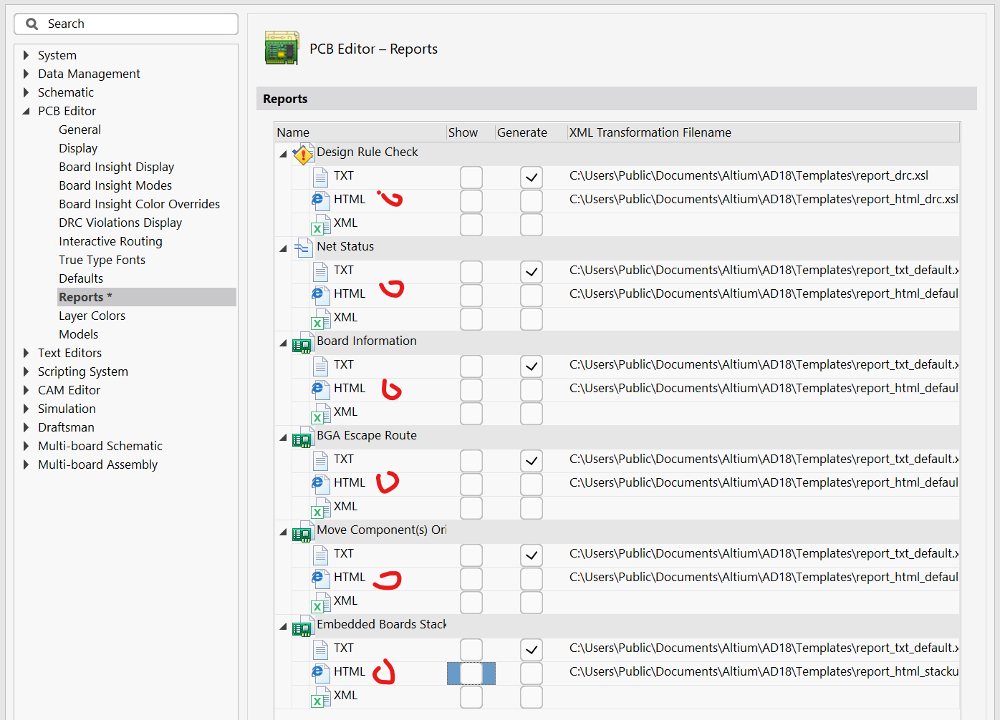 Search
System
Data Management
Schematic
PCB Editor
General
Display
Board Insight Display
Board Insight Modes
Board Insight Color Overrides
DRC Violations Display
Interactive Routing
True Type Fonts
Defaults
Reports *
Layer Colors
Models
Text Editors
Scripting System
CAM Editor
Simulation
Draftsman
Multi-board Schematic
Multi-board Assembly
PCB Editor – Reports
Reports
Name Show Generate XML Transformation Filename
Design Rule Check
TXT C:\Users\Public\Documents\Altium\AD18\Templates\report_drc.xsl
HTML C:\Users\Public\Documents\Altium\AD18\Templates\report_html_drc.xsl
XML
Net Status
TXT C:\Users\Public\Documents\Altium\AD18\Templates\report_txt_default.x
HTML C:\Users\Public\Documents\Altium\AD18\Templates\report_html_defaul
XML
Board Information
TXT C:\Users\Public\Documents\Altium\AD18\Templates\report_txt_default.x
HTML C:\Users\Public\Documents\Altium\AD18\Templates\report_html_defaul
XML
BGA Escape Route
TXT C:\Users\Public\Documents\Altium\AD18\Templates\report_txt_default.x
HTML C:\Users\Public\Documents\Altium\AD18\Templates\report_html_defaul
XML
Move Component(s) Ori
TXT C:\Users\Public\Documents\Altium\AD18\Templates\report_txt_default.x
HTML C:\Users\Public\Documents\Altium\AD18\Templates\report_html_defaul
XML
Embedded Boards Stack
TXT C:\Users\Public\Documents\Altium\AD18\Templates\report_txt_default.x
HTML C:\Users\Public\Documents\Altium\AD18\Templates\report_html_stacku
XML